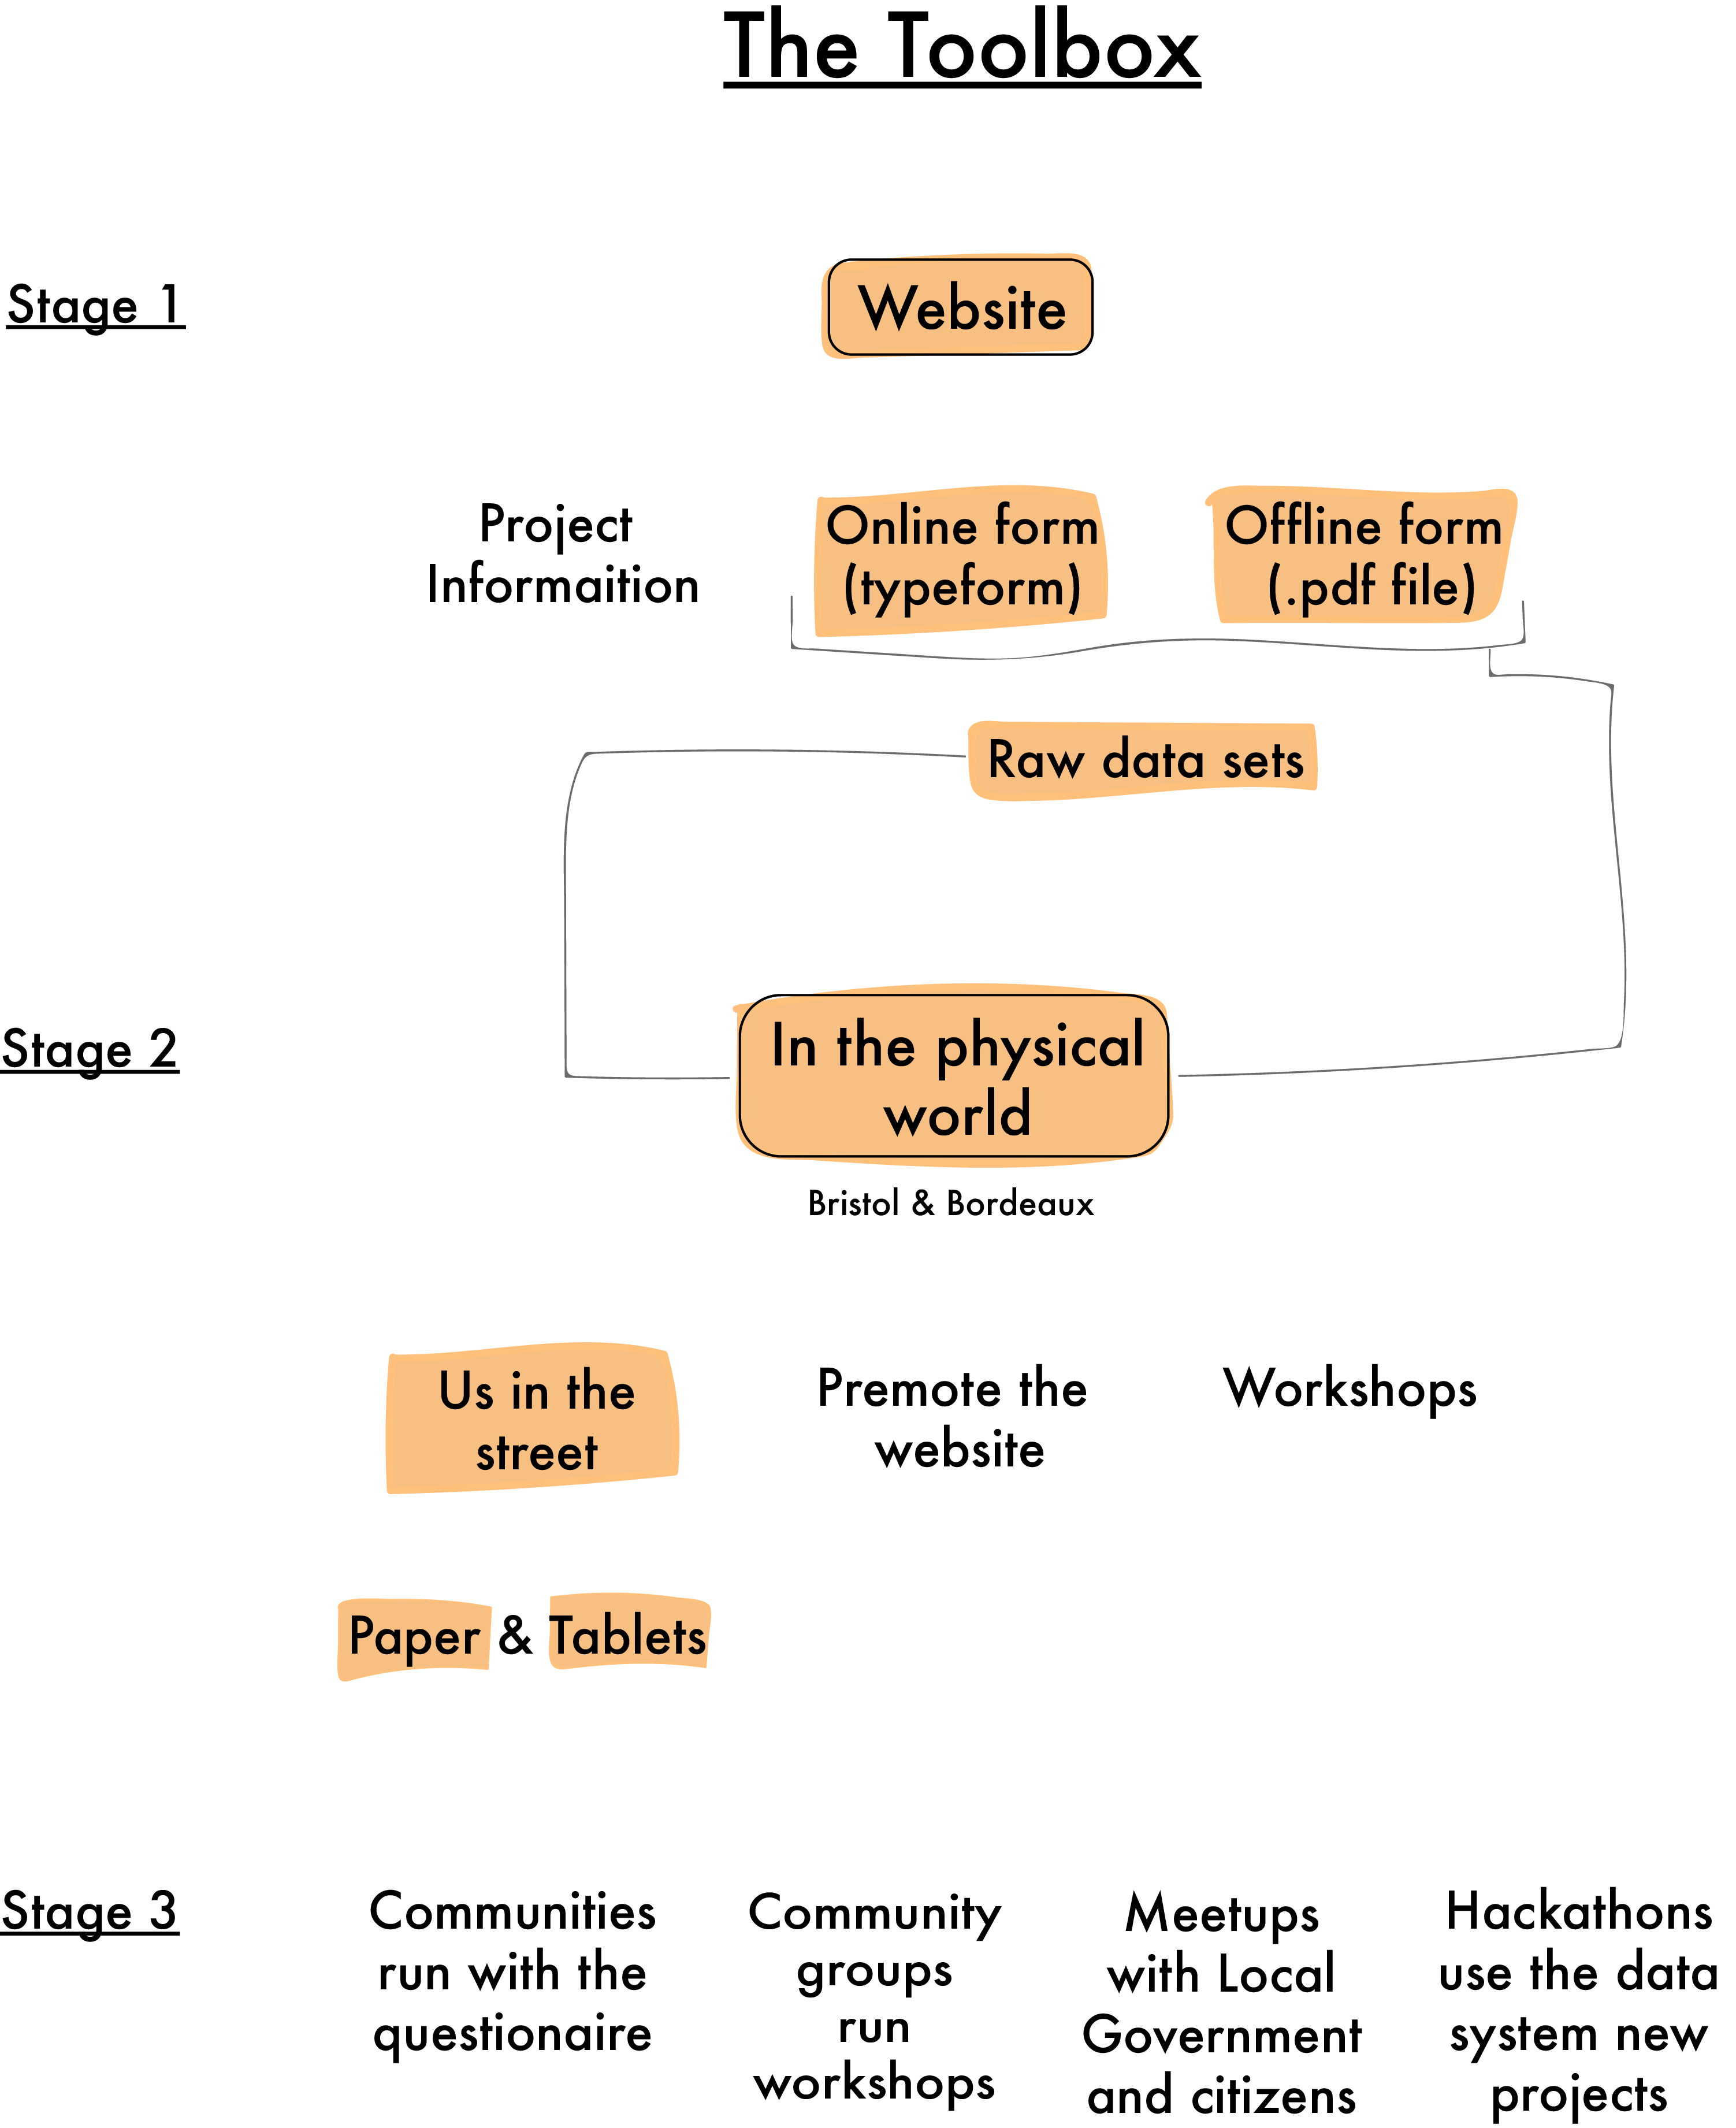 The Toolbox
Stage 1
Website
Project
Informaition
Online form
(typeform)
Offline form
(.pdf file)
Raw data sets
Stage 2
In the physical
world
Bristol & Bordeaux
Us in the
street
Premote the
website
Workshops
Paper & Tablets
Stage 3
Communities
run with the
questionaire
Community
groups
run
workshops
Meetups
with Local
Government
and citizens
Hackathons
use the data
system new
projects